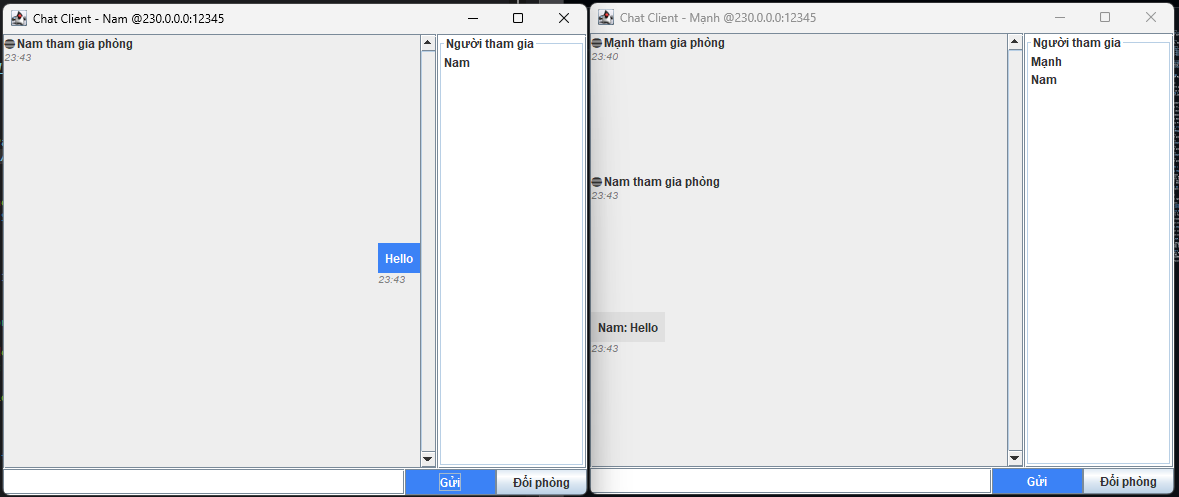 Chat Client - Nam @230.0.0.0:12345
Nam tham gia phòng
23:43
Hello
23:43
Người tham gia
Nam
Gửi
Đổi phòng
Chat Client - Mạnh @230.0.0.0:12345
Mạnh tham gia phòng
23:40
Nam tham gia phòng
23:43
Nam: Hello
23:43
Người tham gia
Mạnh
Nam
Gửi
Đổi phòng